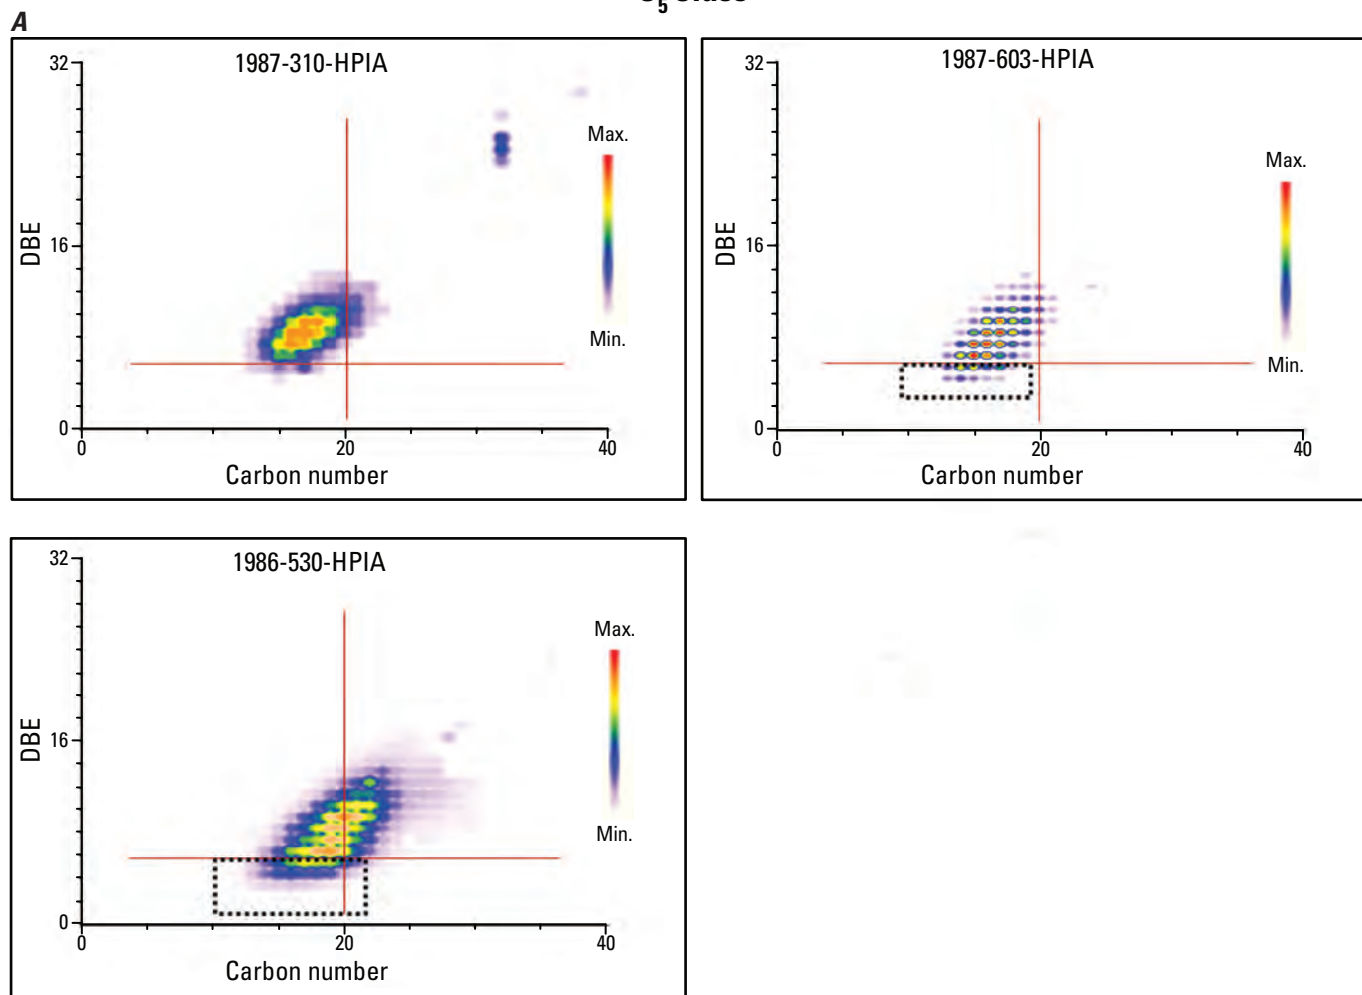 A
1987-310-HPIA
32
16
0
DBE
0
20
40
Carbon number
Max.
Min.
1987-603-HPIA
32
16
0
DBE
0
20
40
Carbon number
Max.
Min.
1986-530-HPIA
32
16
0
DBE
0
20
40
Carbon number
Max.
Min.